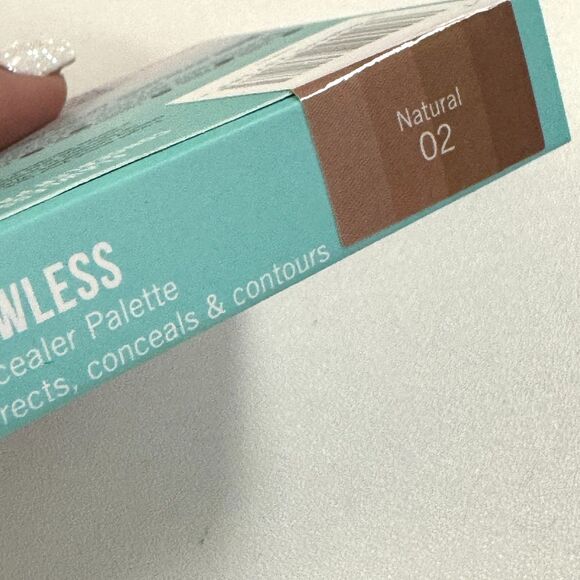 Natural
02
WLESS
cealer Palette
rects, conceals & contours